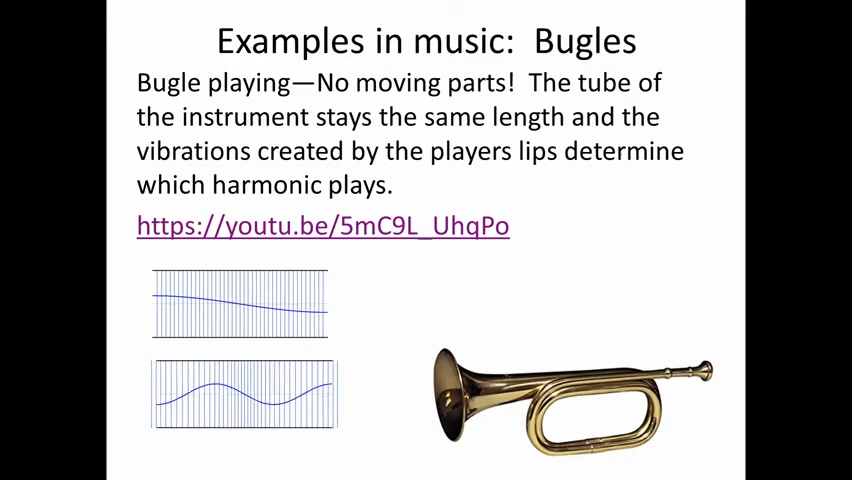 Examples in music:  Bugles
Bugle playing—No moving parts!  The tube of
the instrument stays the same length and the
vibrations created by the players lips determine
which harmonic plays.
https://youtu.be/5mC9L_UhqPo